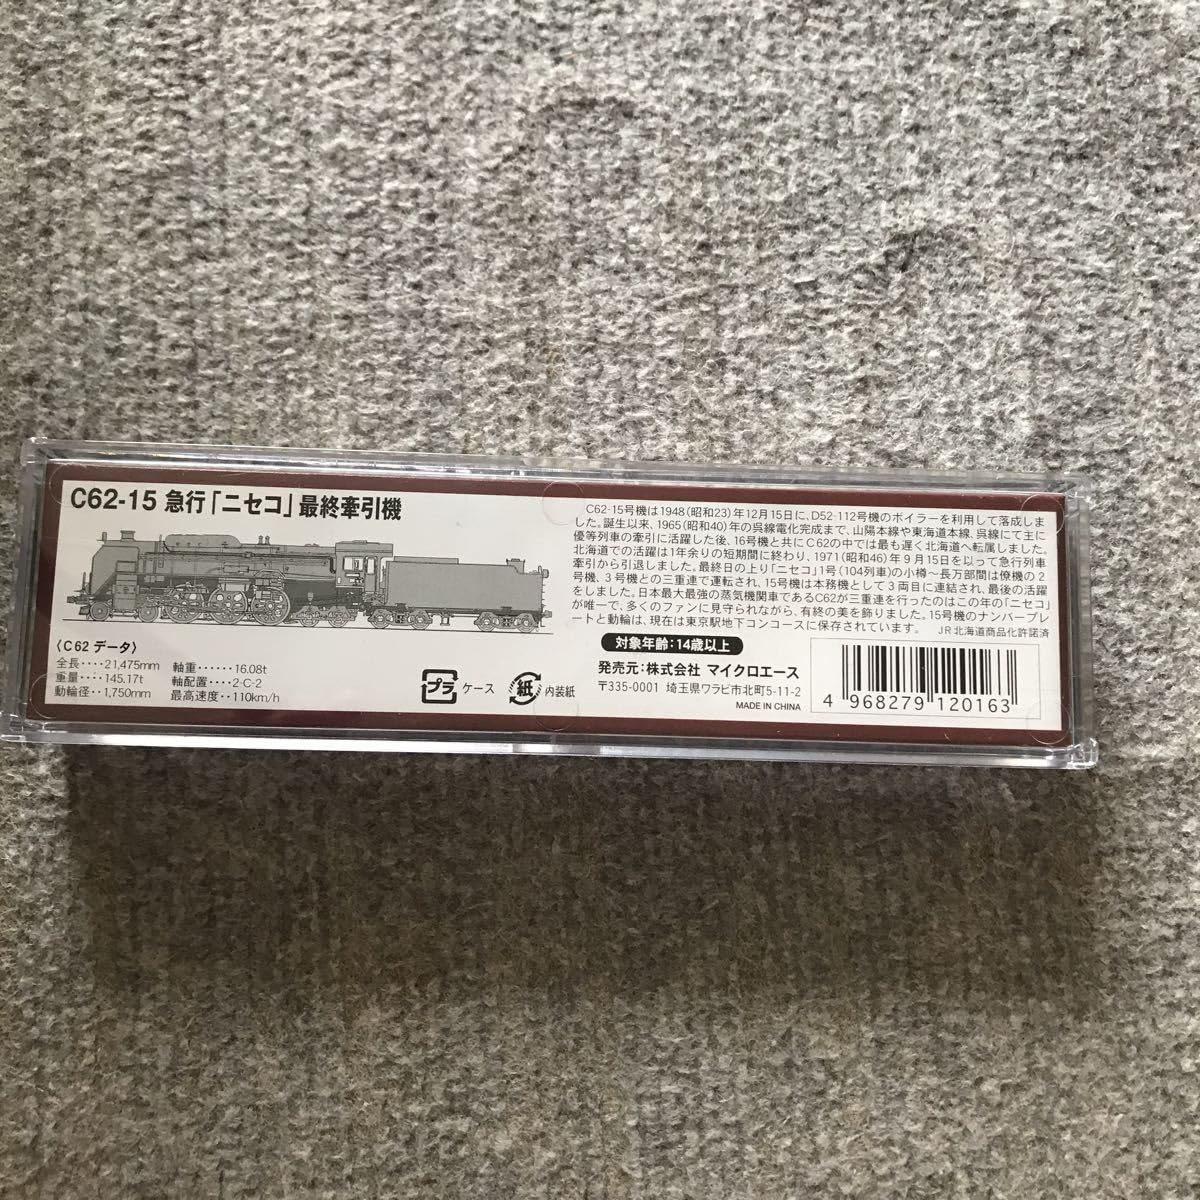 C62-15 急行「ニセコ」最終牽引機
〈C62 データ〉
全長‥‥21,475mm 軸重‥‥‥16.08t
重量‥‥145.17t 軸配置‥‥2-C-2
動輪径‥1,750mm 最高速度‥110km/h
プラ ケース
紙 内装紙
C62-15号機は1948(昭和23)年12月15日に、D52-112号機のボイラーを利用して落成しま
した。誕生以来、1965(昭和40)年の呉線電化完成まで、山陽本線や東海道本線、呉線にて主に
優等列車の牽引に活躍した後、16号機と共にC62の中では最も遅く北海道へ転属しました。
北海道での活躍は1年余りの短期間に終わり、1971(昭和46)年9月15日を以って急行列車
牽引から引退しました。最終日の上り「ニセコ」1号(104列車)の小樽〜長万部間は僚機の2
号機、3号機との三重連で運転され、15号機は本務機として3両目に連結され、最後の活躍
をしました。日本最大最強の蒸気機関車であるC62が三重連を行ったのはこの年の「ニセコ」
が唯一で、多くのファンに見守られながら、有終の美を飾りました。15号機のナンバープレ
ートと動輪は、現在は東京駅地下コンコースに保存されています。 JR北海道商品化許諾済
対象年齢:14歳以上
発売元:株式会社 マイクロエース
〒335-0001 埼玉県ワラビ市北町5-11-2
MADE IN CHINA
4 968279 120163